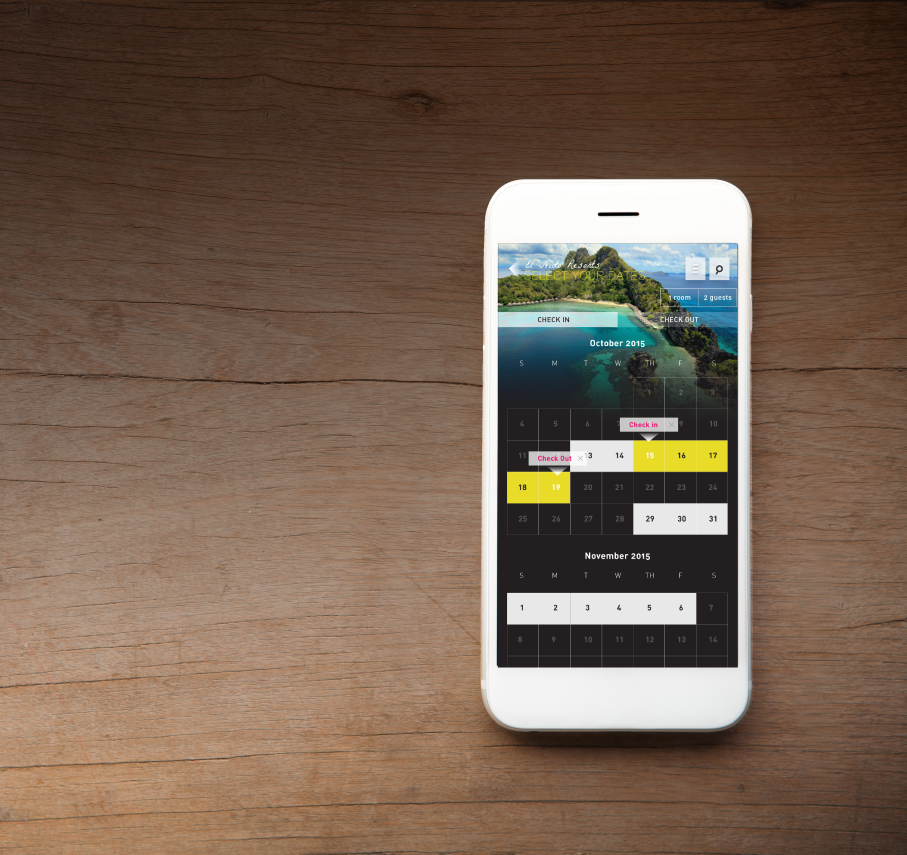 El Nido Resorts
SELECT YOUR DATES
1 room 2 guests
CHECK IN CHECK OUT
October 2015
S M T W TH F S
1 2 3
4 5 6 7 Check in × 9 10
11 Check Out × 13 14 15 16 17
18 19 20 21 22 23 24
25 26 27 28 29 30 31
November 2015
S M T W TH F S
1 2 3 4 5 6 7
8 9 10 11 12 13 14